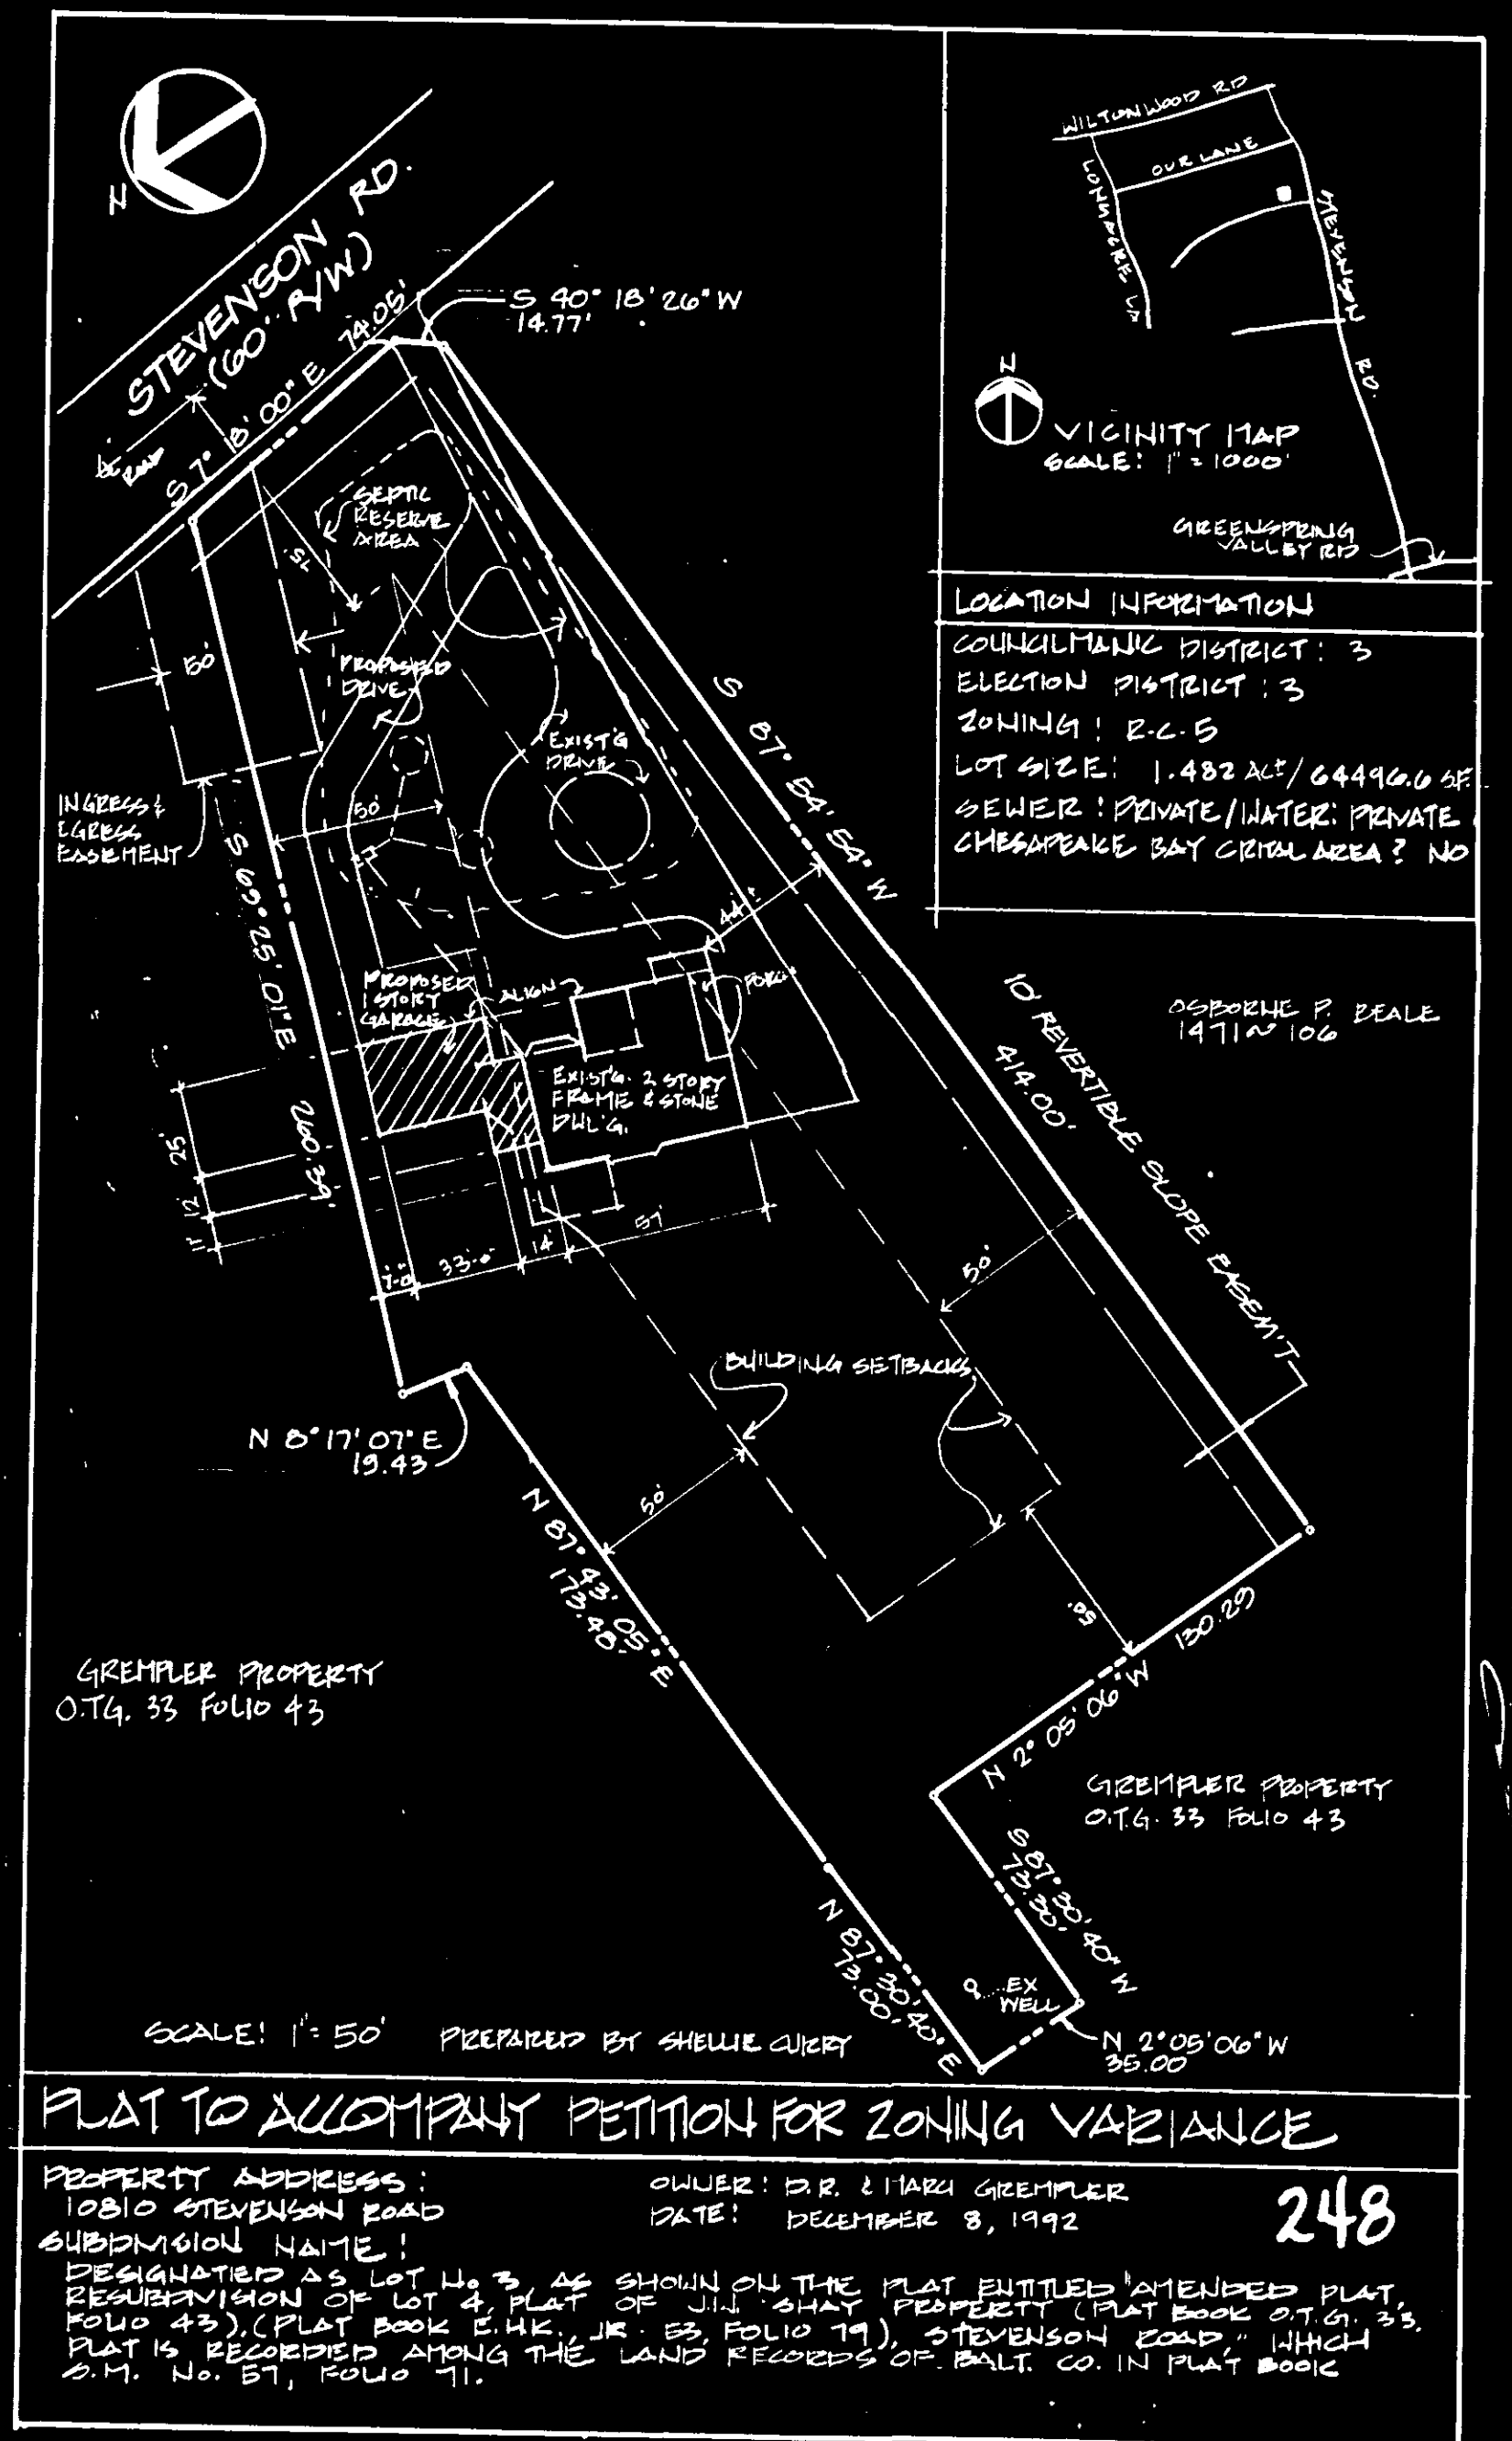 N
STEVENSON RD.
(60' R/W)
S 7° 18' 00" E 74.05'
S 40° 18' 26" W
14.77'
WILTONWOOD RD
OUR LANE
LONGACRE LN
STEVENSON RD.
N
VICINITY MAP
SCALE: 1" = 1000'
GREENSPRING
VALLEY RD
LOCATION INFORMATION
COUNCILMANIC DISTRICT: 3
ELECTION DISTRICT: 3
ZONING: R.C.5
LOT SIZE: 1.482 AC±/64496.6 SF.
SEWER: PRIVATE/WATER: PRIVATE
CHESAPEAKE BAY CRITAL AREA? NO
SEPTIC
RESERVE
AREA
50'
PROPOSED
DRIVE
EXIST'G
DRIVE
INGRESS &
EGRESS
EASEMENT
50'
S 69° 25' 01" E
260.39'
S 87° 54' 54" W
414.00'
10' REVERTIBLE SLOPE EASEM'T
OSBORNE P. BEALE
1471 ~ 106
PROPOSED
1 STORY
GARAGE
ALIGN
PORCH
EXIST'G. 2 STORY
FRAME & STONE
DWL'G.
25'
12'
11'
7'-0"
33'-0"
14'
57'
50'
BUILDING SETBACKS
N 8° 17' 07" E
19.43
50'
N 87° 43' 05" E
173.48'
50'
N 2° 05' 06" W 130.29
GREMPLER PROPERTY
O.T.G. 33 FOLIO 43
GREMPLER PROPERTY
O.T.G. 33 FOLIO 43
S 87° 30' 40" W
73.30'
N 87° 30' 40" E
73.00'
EX
WELL
N 2° 05' 06" W
35.00
SCALE: 1" = 50' PREPARED BY SHELLIE CURRY
PLAT TO ACCOMPANY PETITION FOR ZONING VARIANCE
PROPERTY ADDRESS:
10810 STEVENSON ROAD
OWNER: D.R. & MARY GREMPLER
DATE: DECEMBER 8, 1992
248
SUBDIVISION NAME:
DESIGNATED AS LOT No 3, AS SHOWN ON THE PLAT ENTITLED "AMENDED PLAT,
RESUBDIVISION OF LOT 4, PLAT OF J.W. SHAY PROPERTY (PLAT BOOK O.T.G. 33,
FOLIO 43), (PLAT BOOK E.H.K., JR. 53, FOLIO 79), STEVENSON ROAD," WHICH
PLAT IS RECORDED AMONG THE LAND RECORDS OF BALT. CO. IN PLAT BOOK
S.M. No. 57, FOLIO 71.